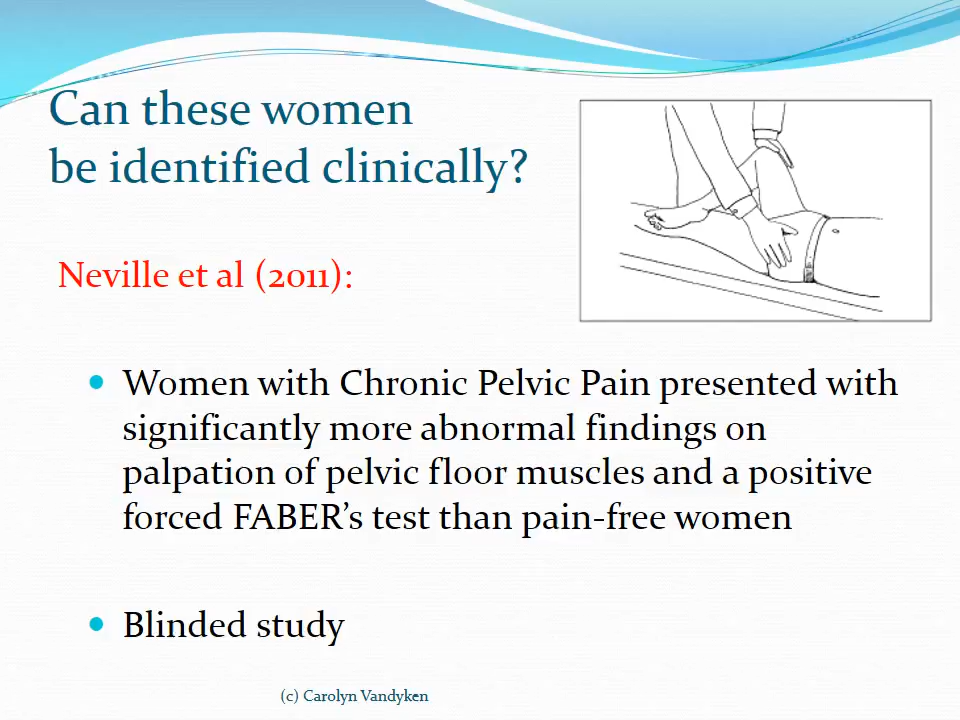 Can these women
be identified clinically?
Neville et al (2011):
• Women with Chronic Pelvic Pain presented with
significantly more abnormal findings on
palpation of pelvic floor muscles and a positive
forced FABER’s test than pain-free women
• Blinded study
(c) Carolyn Vandyken